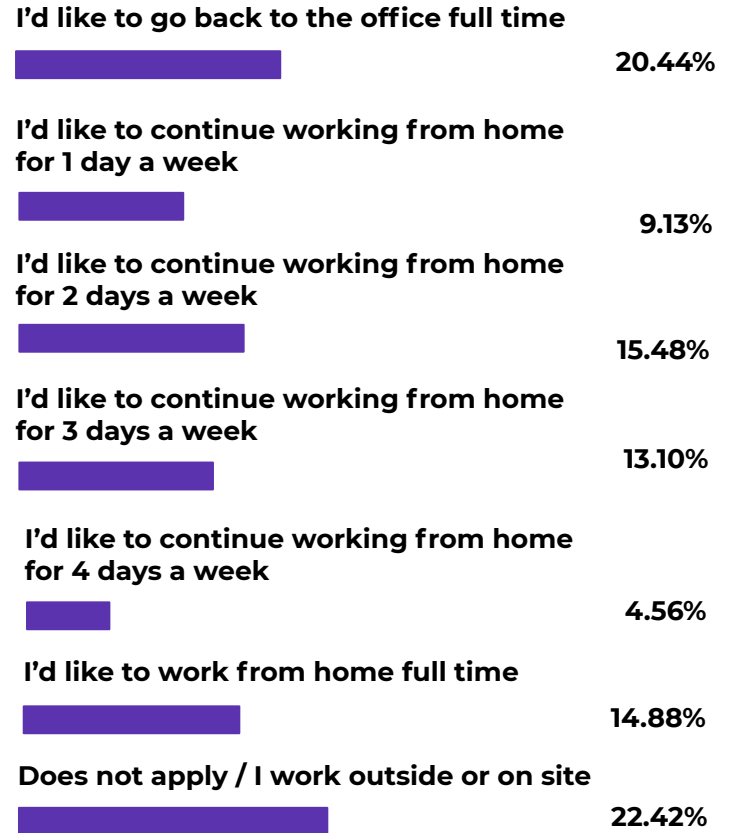 I’d like to go back to the office full time
20.44%
I’d like to continue working from home
for 1 day a week
9.13%
I’d like to continue working from home
for 2 days a week
15.48%
I’d like to continue working from home
for 3 days a week
13.10%
I’d like to continue working from home
for 4 days a week
4.56%
I’d like to work from home full time
14.88%
Does not apply / I work outside or on site
22.42%